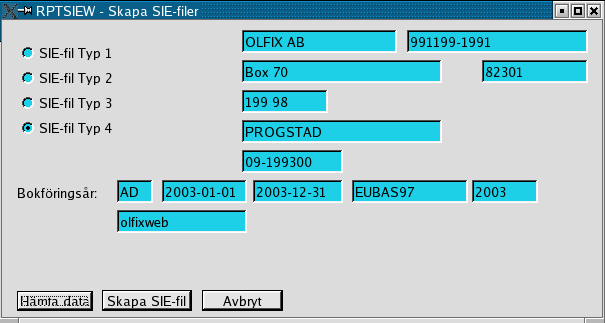 RPTSIEW - Skapa SIE-filer
OLFIX AB 991199-1991
SIE-fil Typ 1
Box 70 82301
SIE-fil Typ 2
199 98
SIE-fil Typ 3
PROGSTAD
SIE-fil Typ 4
09-199300
Bokföringsår: AD 2003-01-01 2003-12-31 EUBAS97 2003
olfixweb
Hämta data Skapa SIE-fil Avbryt